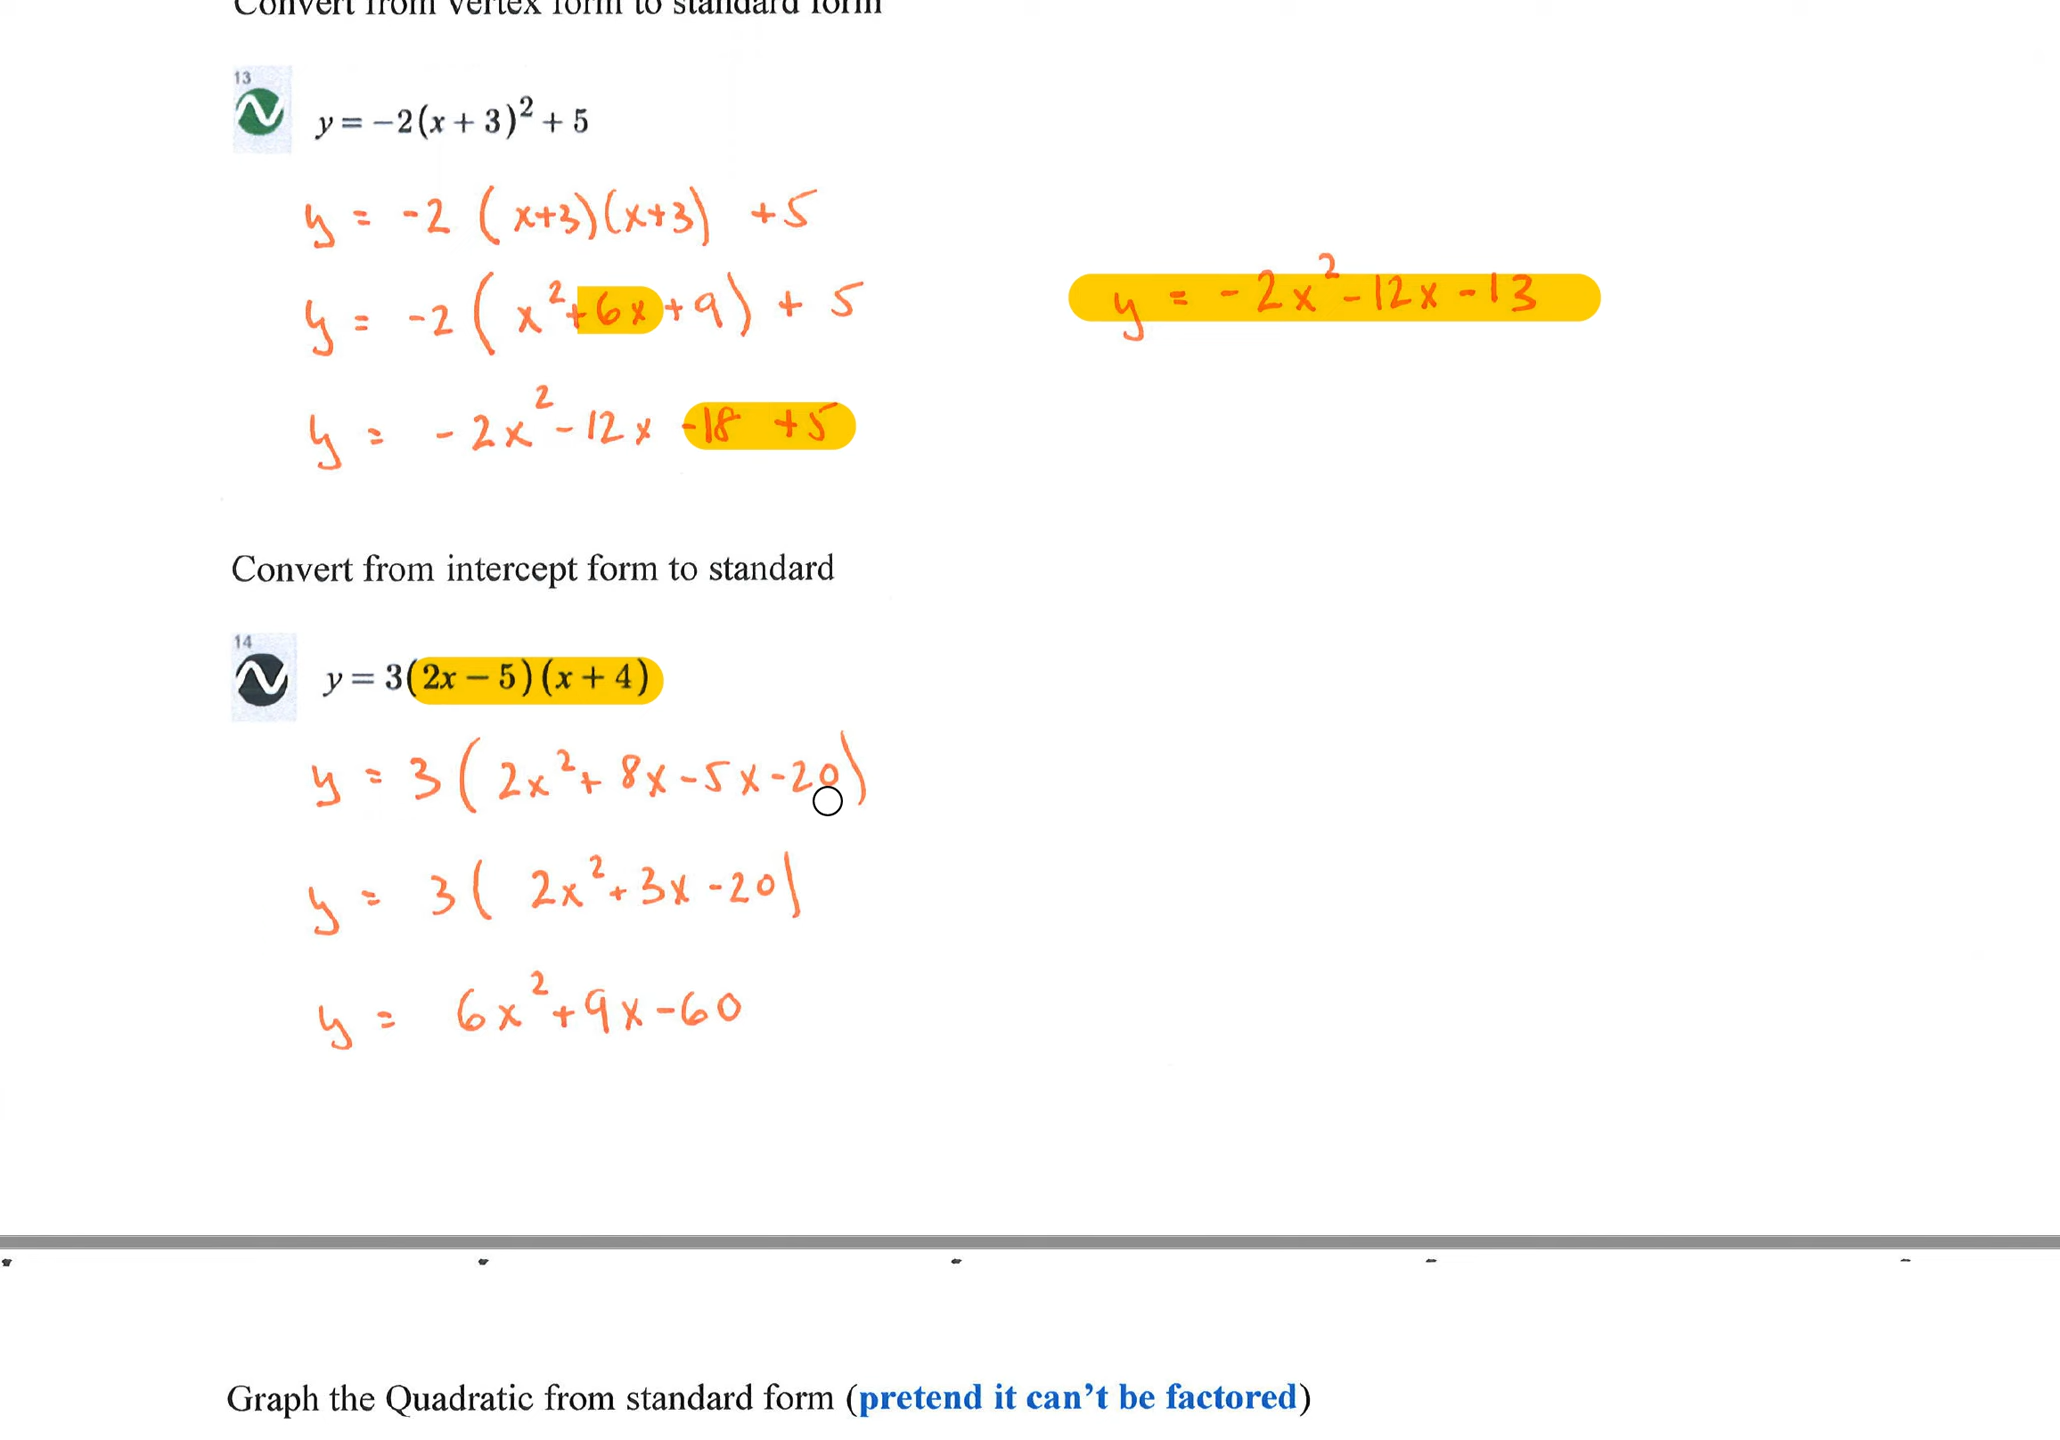 Convert from vertex form to standard form
13
y = −2(x + 3)² + 5
y = -2 (x+3)(x+3) +5
y = -2 (x²+6x+9) + 5
y = -2x²-12x-13
y = -2x²-12x -18 +5
Convert from intercept form to standard
14
y = 3(2x − 5)(x + 4)
y = 3(2x²+8x-5x-20)
y = 3(2x²+3x-20)
y = 6x²+9x-60
Graph the Quadratic from standard form (pretend it can’t be factored)